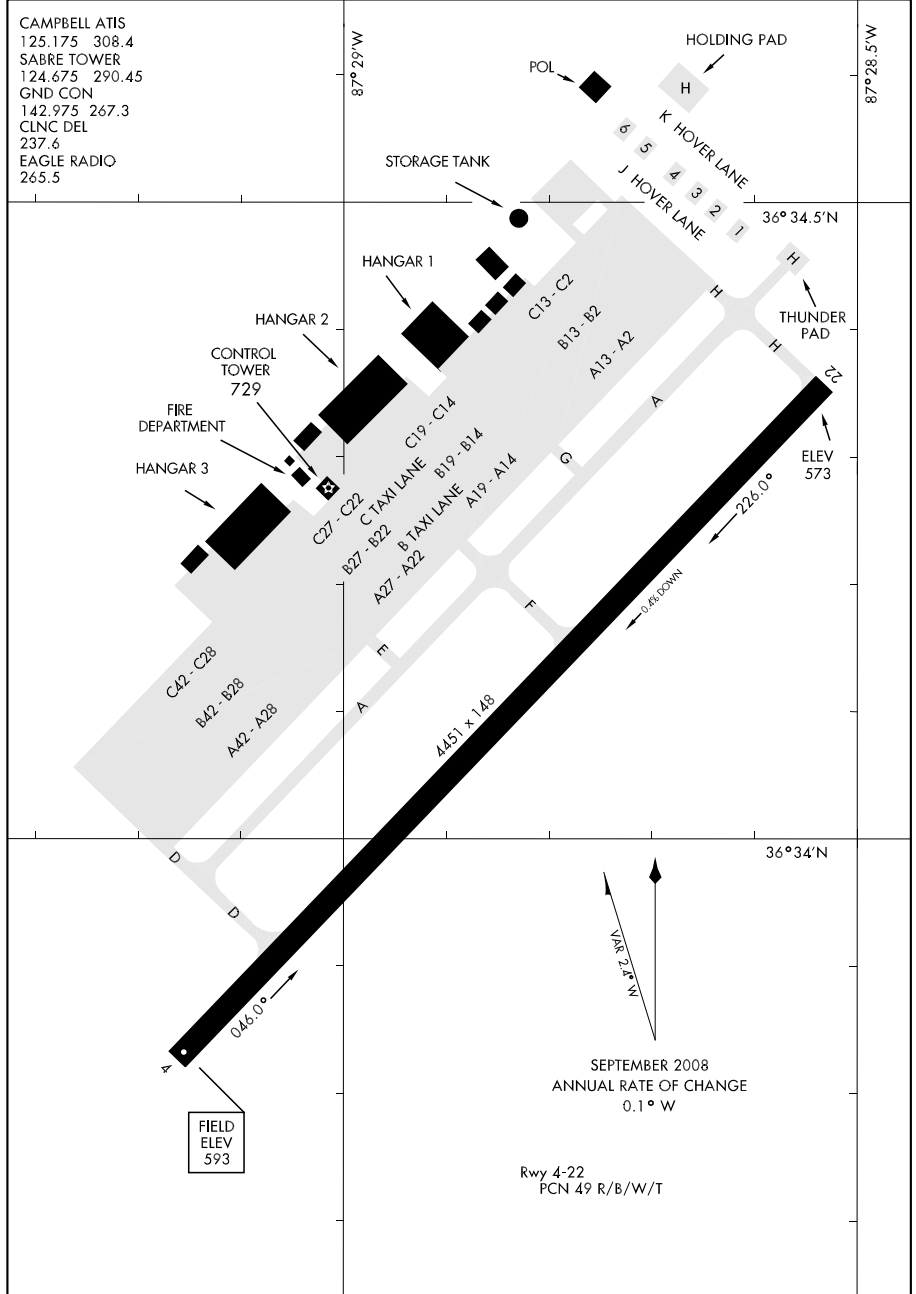 CAMPBELL ATIS
125.175 308.4
SABRE TOWER
124.675 290.45
GND CON
142.975 267.3
CLNC DEL
237.6
EAGLE RADIO
265.5
87°29'W
87°28.5'W
HOLDING PAD
POL
H
K HOVER LANE
6
5
4
3
2
1
J HOVER LANE
STORAGE TANK
36°34.5'N
H
THUNDER
PAD
HANGAR 1
H
C13 - C2
B13 - B2
A13 - A2
H
HANGAR 2
CONTROL
TOWER
729
22
A
ELEV
573
FIRE
DEPARTMENT
C19 - C14
B19 - B14
A19 - A14
G
HANGAR 3
C TAXI LANE
B TAXI LANE
C27 - C22
B27 - B22
A27 - A22
226.0°
0.4% DOWN
F
E
C42 - C28
B42 - B28
A42 - A28
A
4451 x 148
36°34'N
D
D
VAR 2.4° W
046.0°
4
SEPTEMBER 2008
ANNUAL RATE OF CHANGE
0.1° W
FIELD
ELEV
593
Rwy 4-22
PCN 49 R/B/W/T